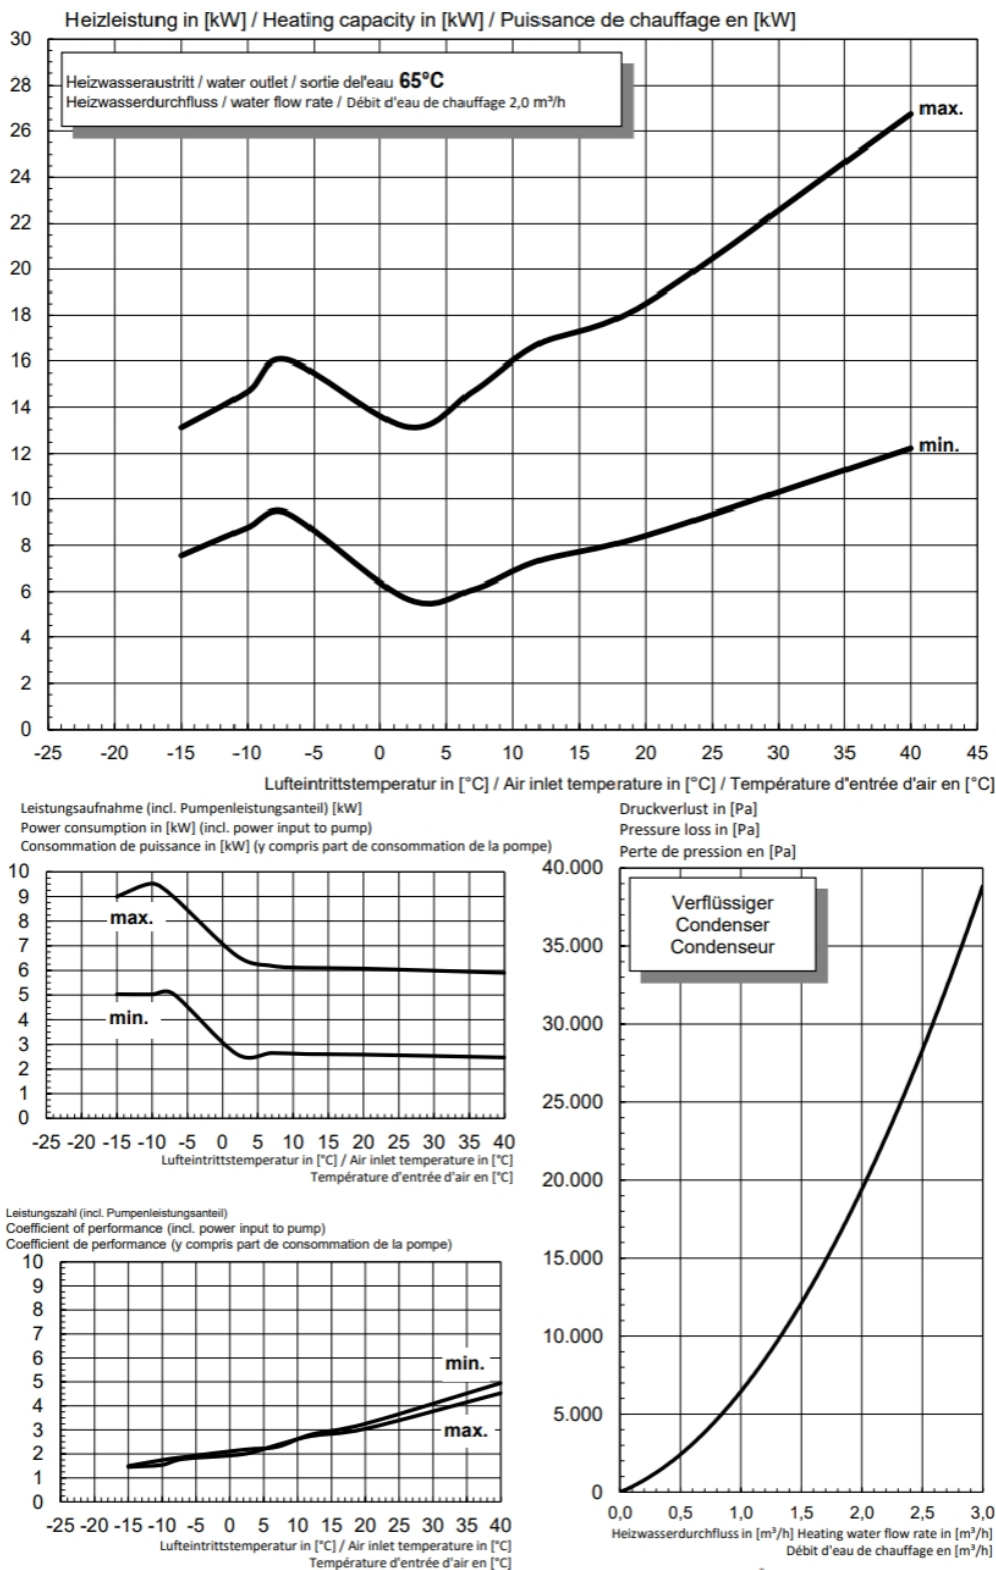 Heizleistung in [kW] / Heating capacity in [kW] / Puissance de chauffage en [kW]
30
28
26
24
22
20
18
16
14
12
10
8
6
4
2
0
Heizwasseraustritt / water outlet / sortie del'eau 65°C
Heizwasserdurchfluss / water flow rate / Débit d'eau de chauffage 2,0 m³/h
max.
min.
-25 -20 -15 -10 -5 0 5 10 15 20 25 30 35 40 45
Lufteintrittstemperatur in [°C] / Air inlet temperature in [°C] / Température d'entrée d'air en [°C]
Leistungsaufnahme (incl. Pumpenleistungsanteil) [kW]
Power consumption in [kW] (incl. power input to pump)
Consommation de puissance in [kW] (y compris part de consommation de la pompe)
10
9
8
7
6
5
4
3
2
1
0
max.
min.
-25 -20 -15 -10 -5 0 5 10 15 20 25 30 35 40
Lufteintrittstemperatur in [°C] / Air inlet temperature in [°C]
Température d'entrée d'air en [°C]
Leistungszahl (incl. Pumpenleistungsanteil)
Coefficient of performance (incl. power input to pump)
Coefficient de performance (y compris part de consommation de la pompe)
10
9
8
7
6
5
4
3
2
1
0
min.
max.
-25 -20 -15 -10 -5 0 5 10 15 20 25 30 35 40
Lufteintrittstemperatur in [°C] / Air inlet temperature in [°C]
Température d'entrée d'air en [°C]
Druckverlust in [Pa]
Pressure loss in [Pa]
Perte de pression en [Pa]
40.000
35.000
30.000
25.000
20.000
15.000
10.000
5.000
0
Verflüssiger
Condenser
Condenseur
0,0 0,5 1,0 1,5 2,0 2,5 3,0
Heizwasserdurchfluss in [m³/h] Heating water flow rate in [m³/h]
Débit d'eau de chauffage en [m³/h]